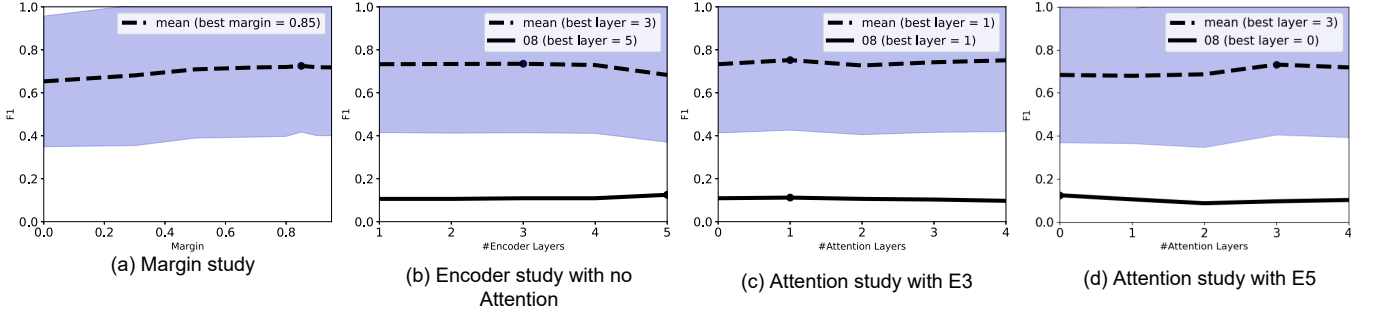 1.0
0.8
0.6
0.4
0.2
0.0
F1
mean (best margin = 0.85)
0.0 0.2 0.4 0.6 0.8
Margin
(a) Margin study
1.0
0.8
0.6
0.4
0.2
0.0
F1
mean (best layer = 3)
08 (best layer = 5)
1 2 3 4 5
#Encoder Layers
(b) Encoder study with no
Attention
1.0
0.8
0.6
0.4
0.2
0.0
F1
mean (best layer = 1)
08 (best layer = 1)
0 1 2 3 4
#Attention Layers
(c) Attention study with E3
1.0
0.8
0.6
0.4
0.2
0.0
F1
mean (best layer = 3)
08 (best layer = 0)
0 1 2 3 4
#Attention Layers
(d) Attention study with E5